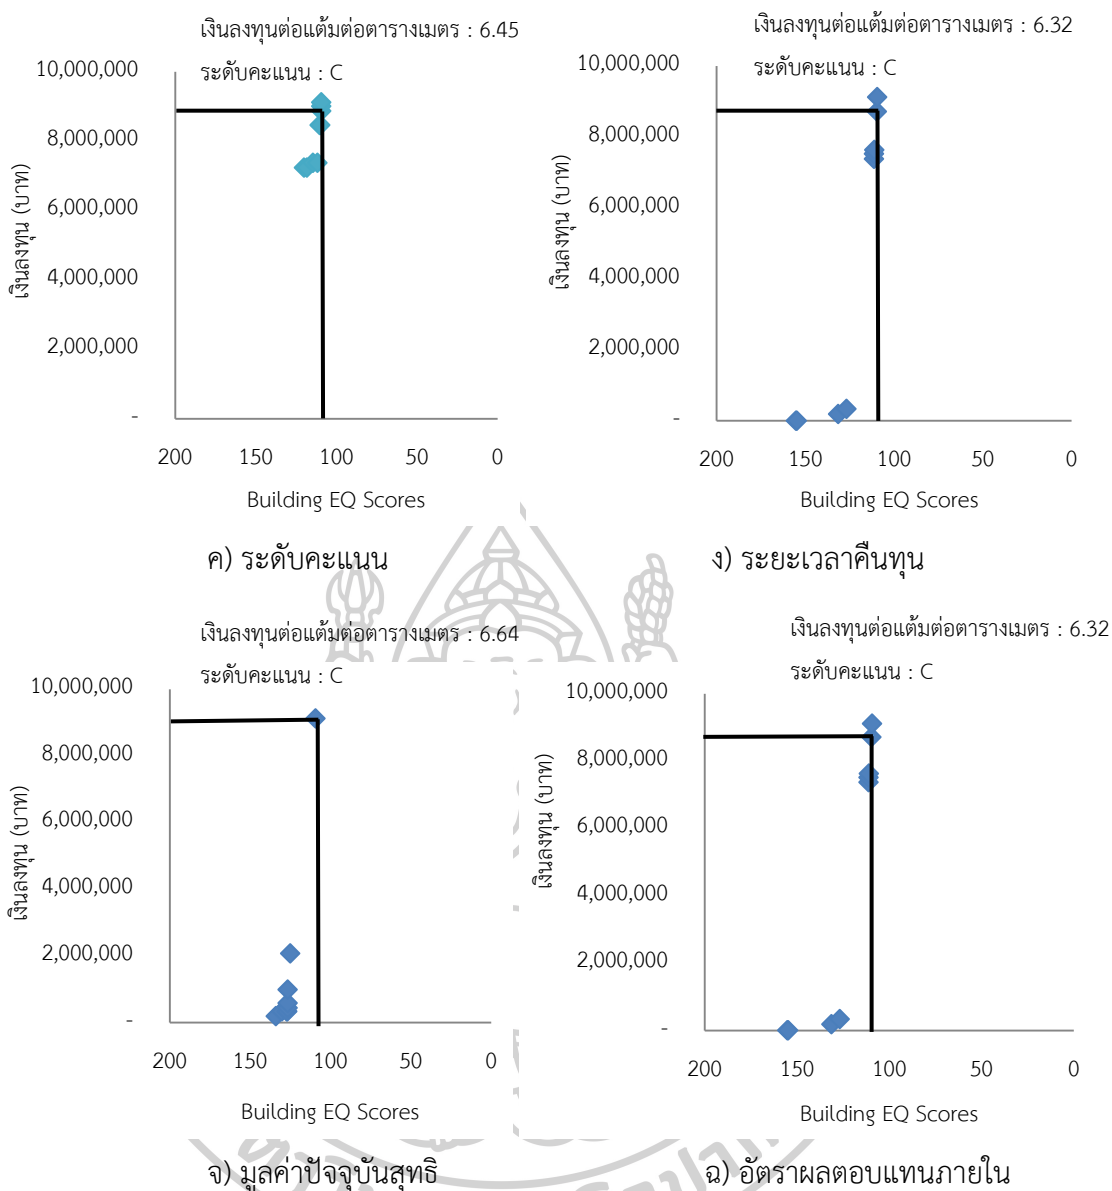 เงินลงทุนต่อแต้มต่อตารางเมตร : 6.45
ระดับคะแนน : C
10,000,000
8,000,000
6,000,000
4,000,000
2,000,000
-
เงินลงทุน (บาท)
200 150 100 50 0
Building EQ Scores
ค) ระดับคะแนน
เงินลงทุนต่อแต้มต่อตารางเมตร : 6.32
ระดับคะแนน : C
10,000,000
8,000,000
6,000,000
4,000,000
2,000,000
-
เงินลงทุน (บาท)
200 150 100 50 0
Building EQ Scores
ง) ระยะเวลาคืนทุน
เงินลงทุนต่อแต้มต่อตารางเมตร : 6.64
ระดับคะแนน : C
10,000,000
8,000,000
6,000,000
4,000,000
2,000,000
-
เงินลงทุน (บาท)
200 150 100 50 0
Building EQ Scores
จ) มูลค่าปัจจุบันสุทธิ
เงินลงทุนต่อแต้มต่อตารางเมตร : 6.32
ระดับคะแนน : C
10,000,000
8,000,000
6,000,000
4,000,000
2,000,000
-
เงินลงทุน (บาท)
200 150 100 50 0
Building EQ Scores
ฉ) อัตราผลตอบแทนภายใน